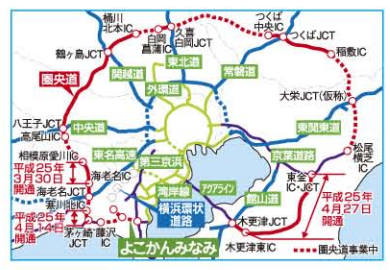 桶川
北本IC
白岡
菖蒲IC
久喜
白岡JCT
つくば
中央IC
つくばJCT
稲敷IC
鶴ヶ島JCT
関越道
東北道
常磐道
外環道
圏央道
大栄JCT(仮称)
八王子JCT
高尾山IC
中央道
東関東道
相模原愛川IC
東名高速
第三京浜
京葉道路
松尾
横芝IC
平成25年
3月30日
開通
海老名IC
海老名JCT
湾岸線
アクアライン
東金
IC・JCT
館山道
平成25年
4月27日
開通
寒川北IC
平成25年
4月14日
開通
横浜環状
道路
茅ヶ崎
JCT
藤沢
IC
木更津JCT
よこかんみなみ
木更津東IC
圏央道事業中